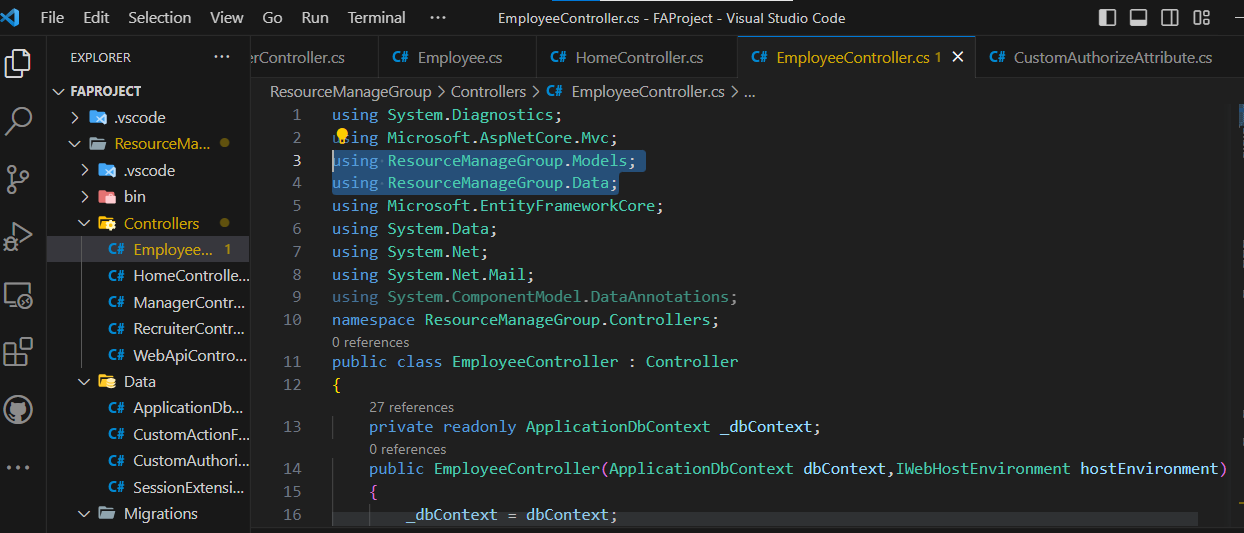 File Edit Selection View Go Run Terminal ··· EmployeeController.cs - FAProject - Visual Studio Code
EXPLORER ···
FAPROJECT
.vscode
ResourceMa...
.vscode
bin
Controllers
C# Employee... 1
C# HomeControlle...
C# ManagerContr...
C# RecruiterContr...
C# WebApiContro...
Data
C# ApplicationDb...
C# CustomActionF...
C# CustomAuthori...
C# SessionExtensi...
Migrations
erController.cs C# Employee.cs C# HomeController.cs C# EmployeeController.cs 1 C# CustomAuthorizeAttribute.cs
ResourceManageGroup > Controllers > C# EmployeeController.cs > ...
1 using System.Diagnostics;
2 using Microsoft.AspNetCore.Mvc;
3 using ResourceManageGroup.Models;
4 using ResourceManageGroup.Data;
5 using Microsoft.EntityFrameworkCore;
6 using System.Data;
7 using System.Net;
8 using System.Net.Mail;
9 using System.ComponentModel.DataAnnotations;
10 namespace ResourceManageGroup.Controllers;
0 references
11 public class EmployeeController : Controller
12 {
27 references
13 private readonly ApplicationDbContext _dbContext;
0 references
14 public EmployeeController(ApplicationDbContext dbContext,IWebHostEnvironment hostEnvironment)
15 {
16 _dbContext = dbContext;